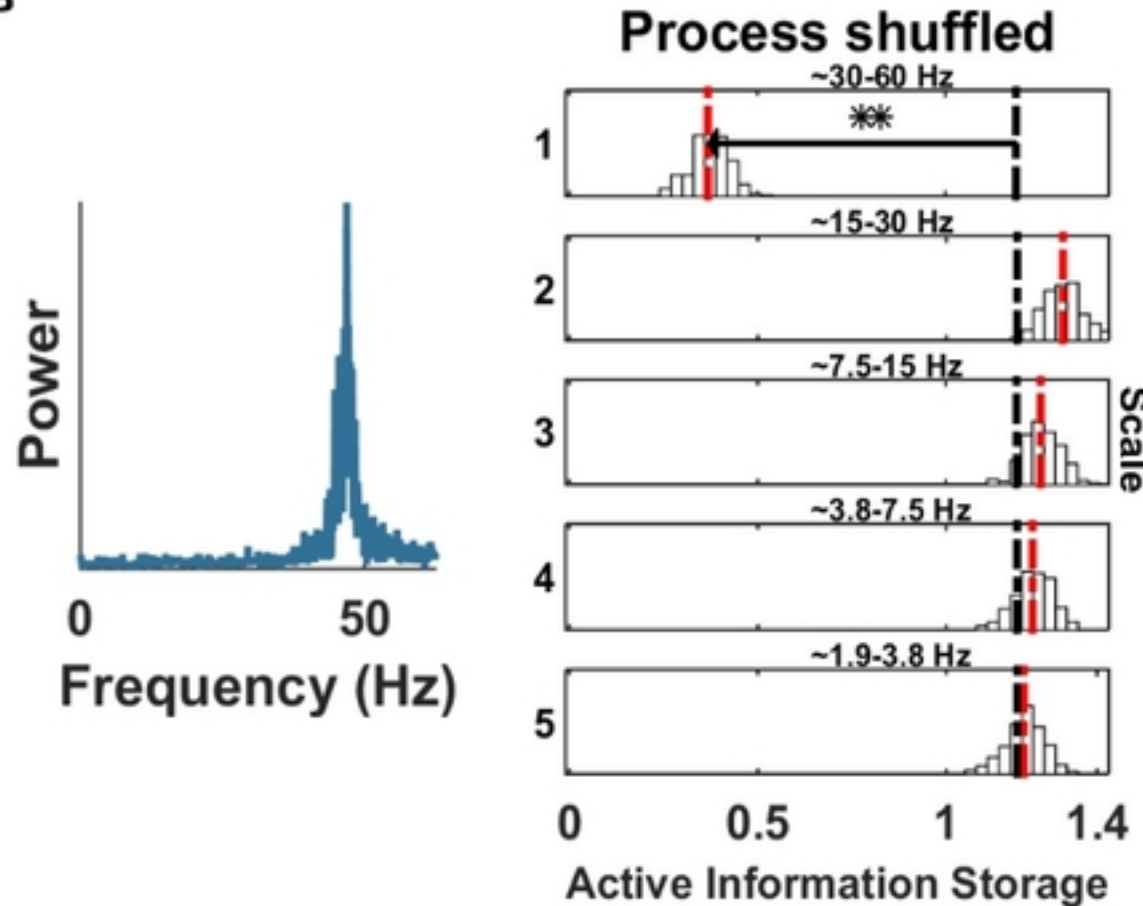 Power
0 50
Frequency (Hz)
Process shuffled
~30-60 Hz
1
**
~15-30 Hz
2
~7.5-15 Hz
3
~3.8-7.5 Hz
4
~1.9-3.8 Hz
5
Scale
0 0.5 1 1.4
Active Information Storage